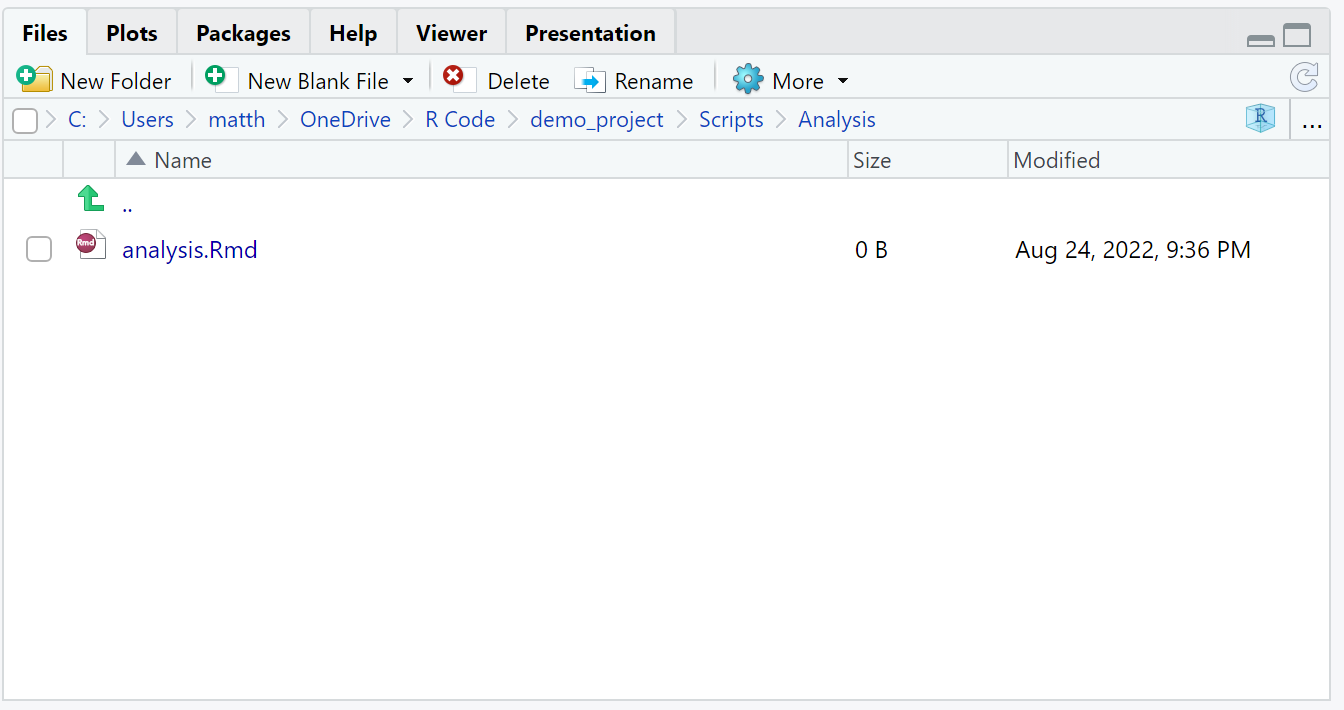 Files Plots Packages Help Viewer Presentation
New Folder New Blank File Delete Rename More
C: Users matth OneDrive R Code demo_project Scripts Analysis R ...
Name Size Modified
..
Rmd analysis.Rmd 0 B Aug 24, 2022, 9:36 PM